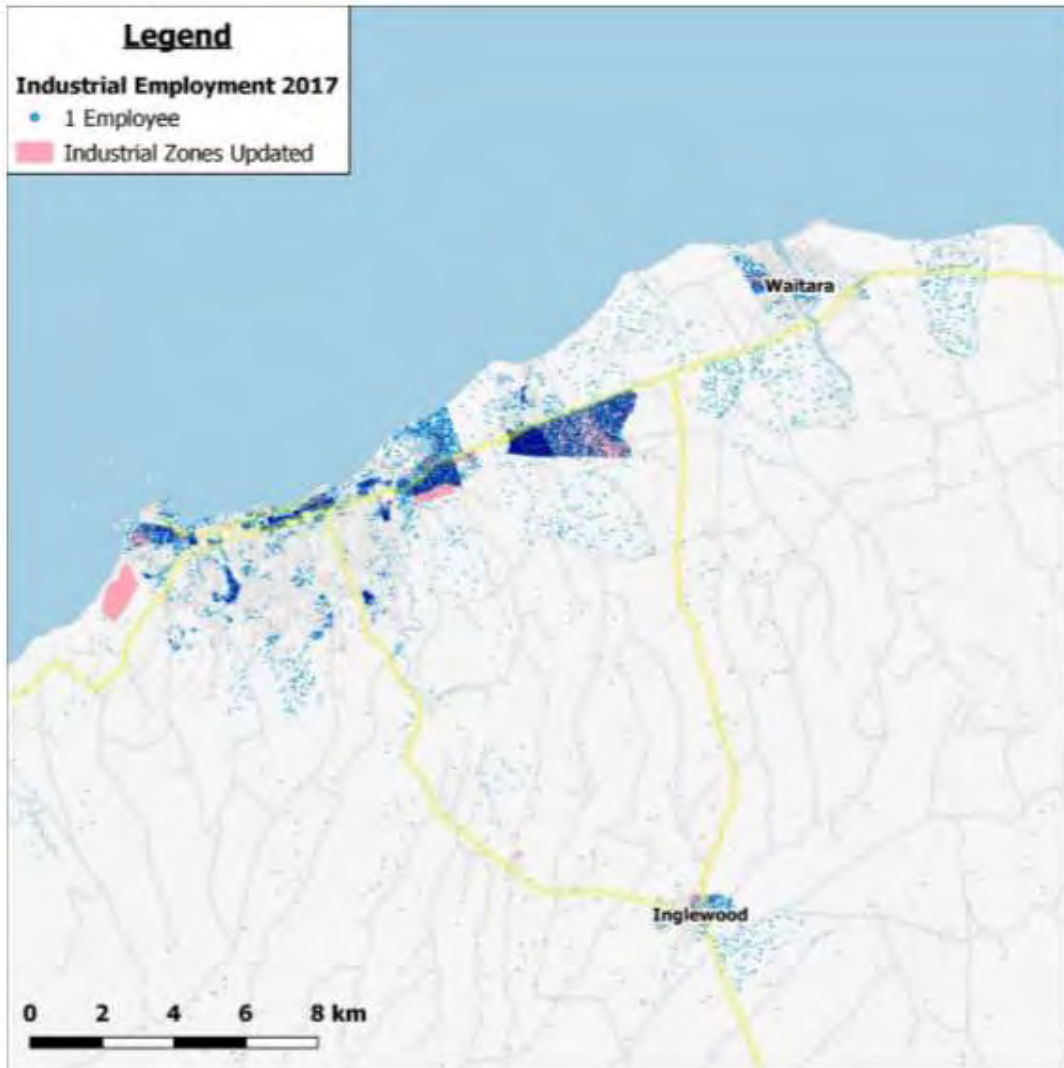 Legend
Industrial Employment 2017
1 Employee
Industrial Zones Updated
Waitara
Inglewood
0 2 4 6 8 km